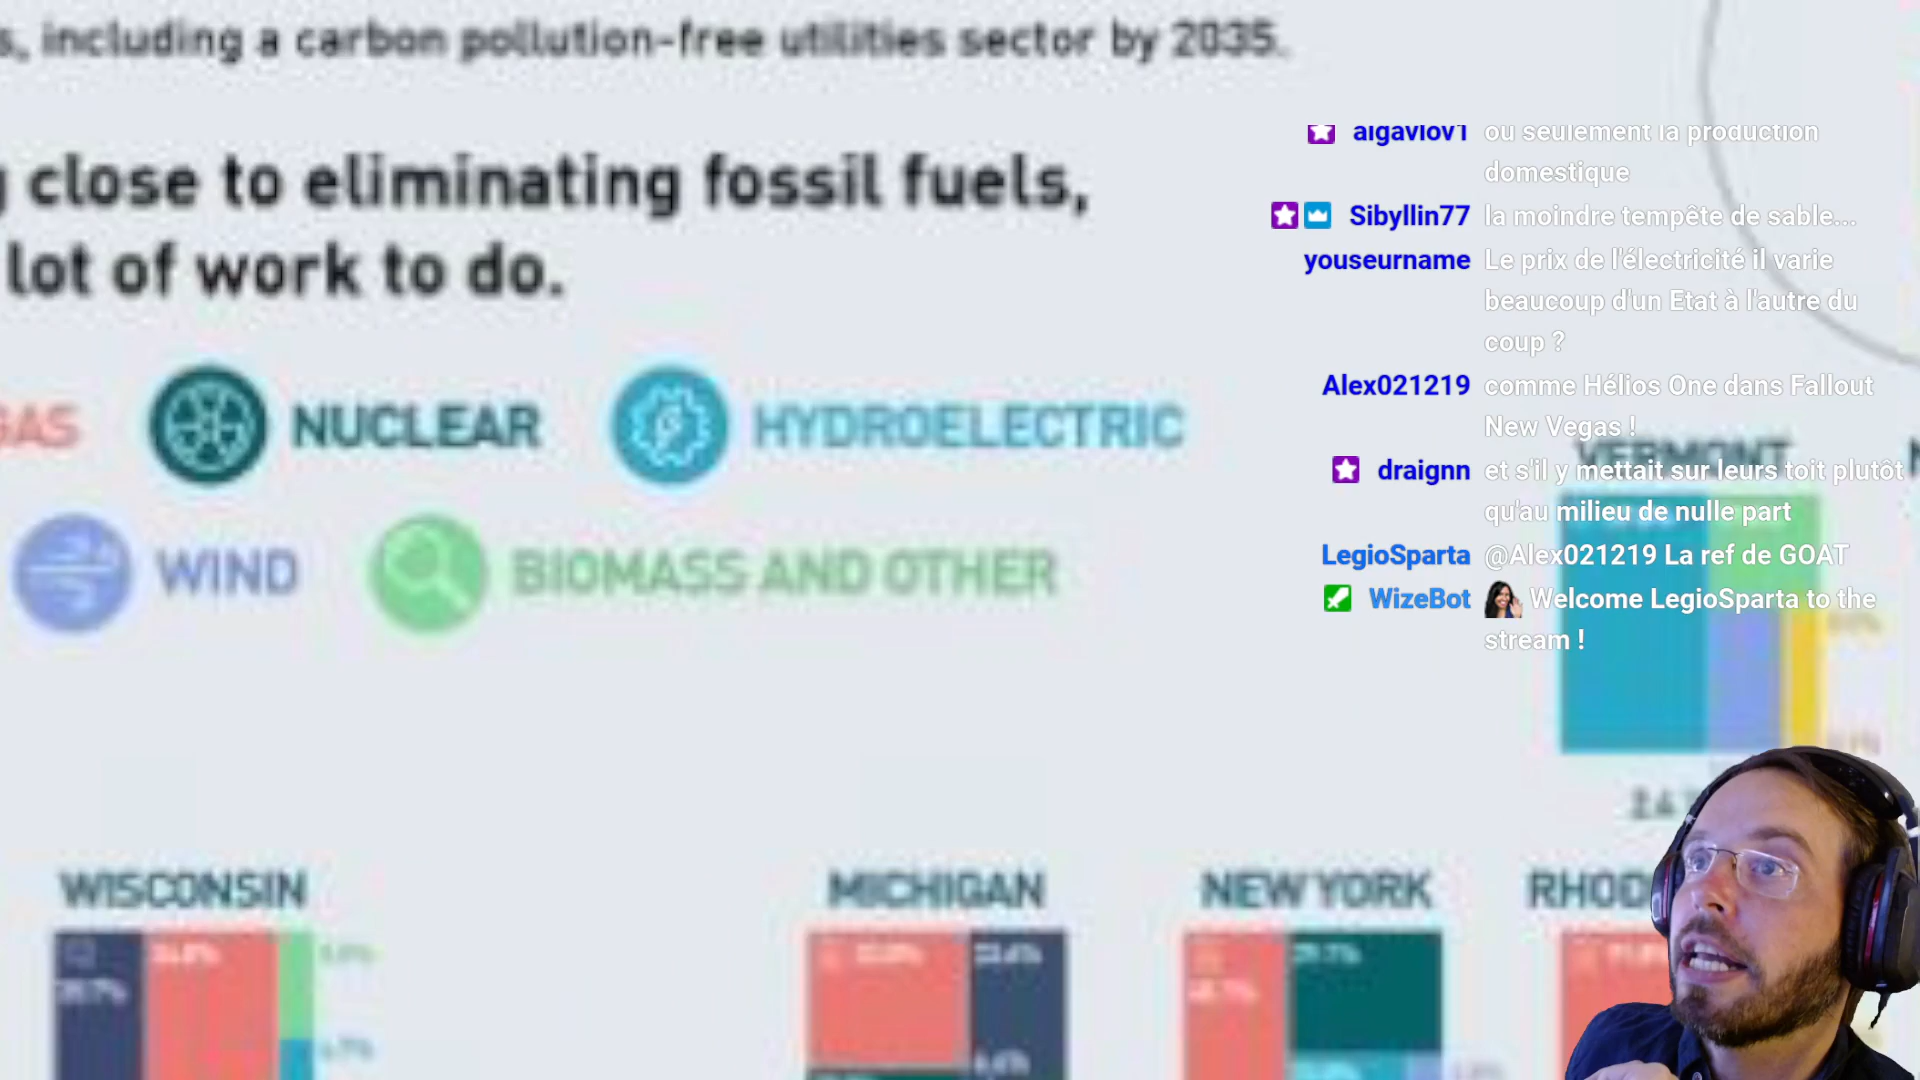 , including a carbon pollution-free utilities sector by 2035.
close to eliminating fossil fuels,
lot of work to do.
GAS NUCLEAR HYDROELECTRIC
WIND BIOMASS AND OTHER
aigavlov1 ou seulement la production
domestique
Sibyllin77 la moindre tempête de sable...
youseurname Le prix de l'électricité il varie
beaucoup d'un Etat à l'autre du
coup ?
Alex021219 comme Hélios One dans Fallout
New Vegas !
draignn et s'il y mettait sur leurs toit plutôt
qu'au milieu de nulle part
LegioSparta @Alex021219 La ref de GOAT
WizeBot Welcome LegioSparta to the
stream !
VERMONT
WISCONSIN
MICHIGAN
NEW YORK
RHOD